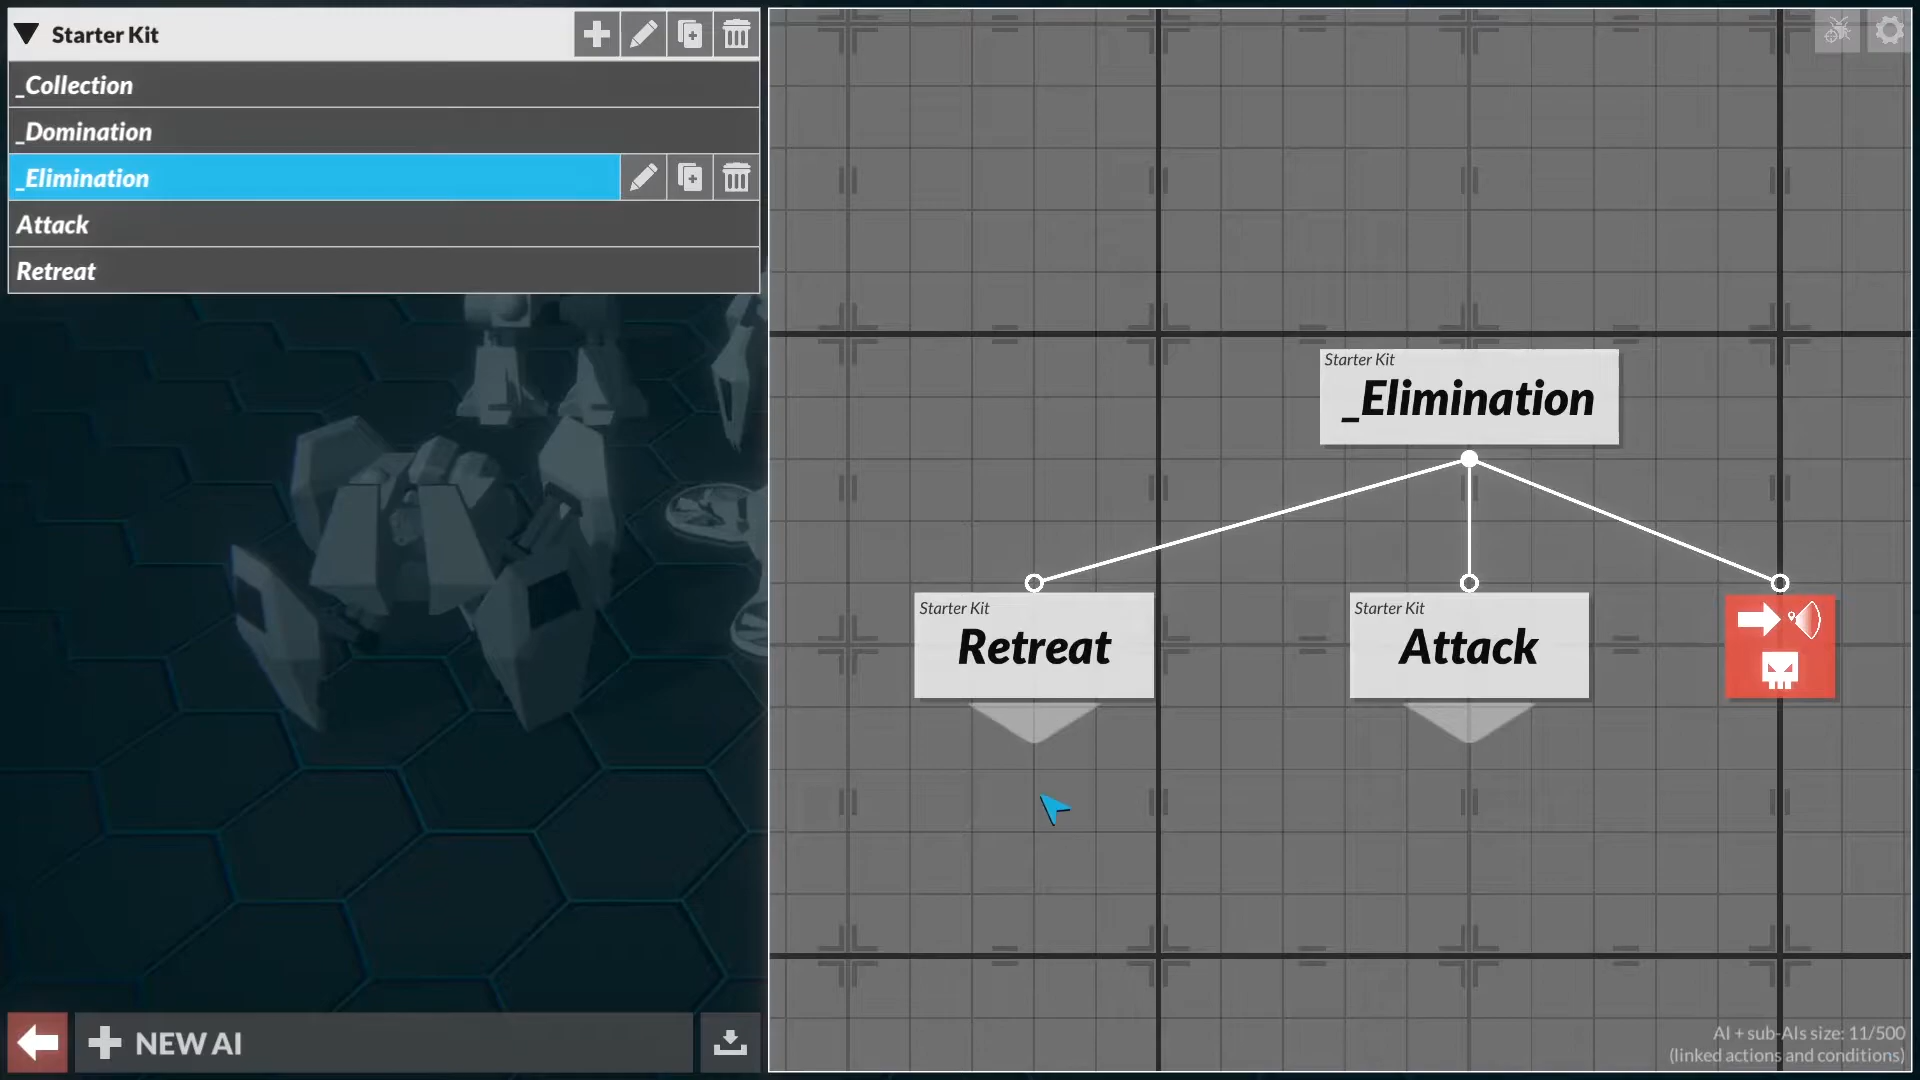 Starter Kit
_Collection
_Domination
_Elimination
Attack
Retreat
Starter Kit
_Elimination
Starter Kit
Retreat
Starter Kit
Attack
NEW AI
AI + sub-AIs size: 11/500
(linked actions and conditions)